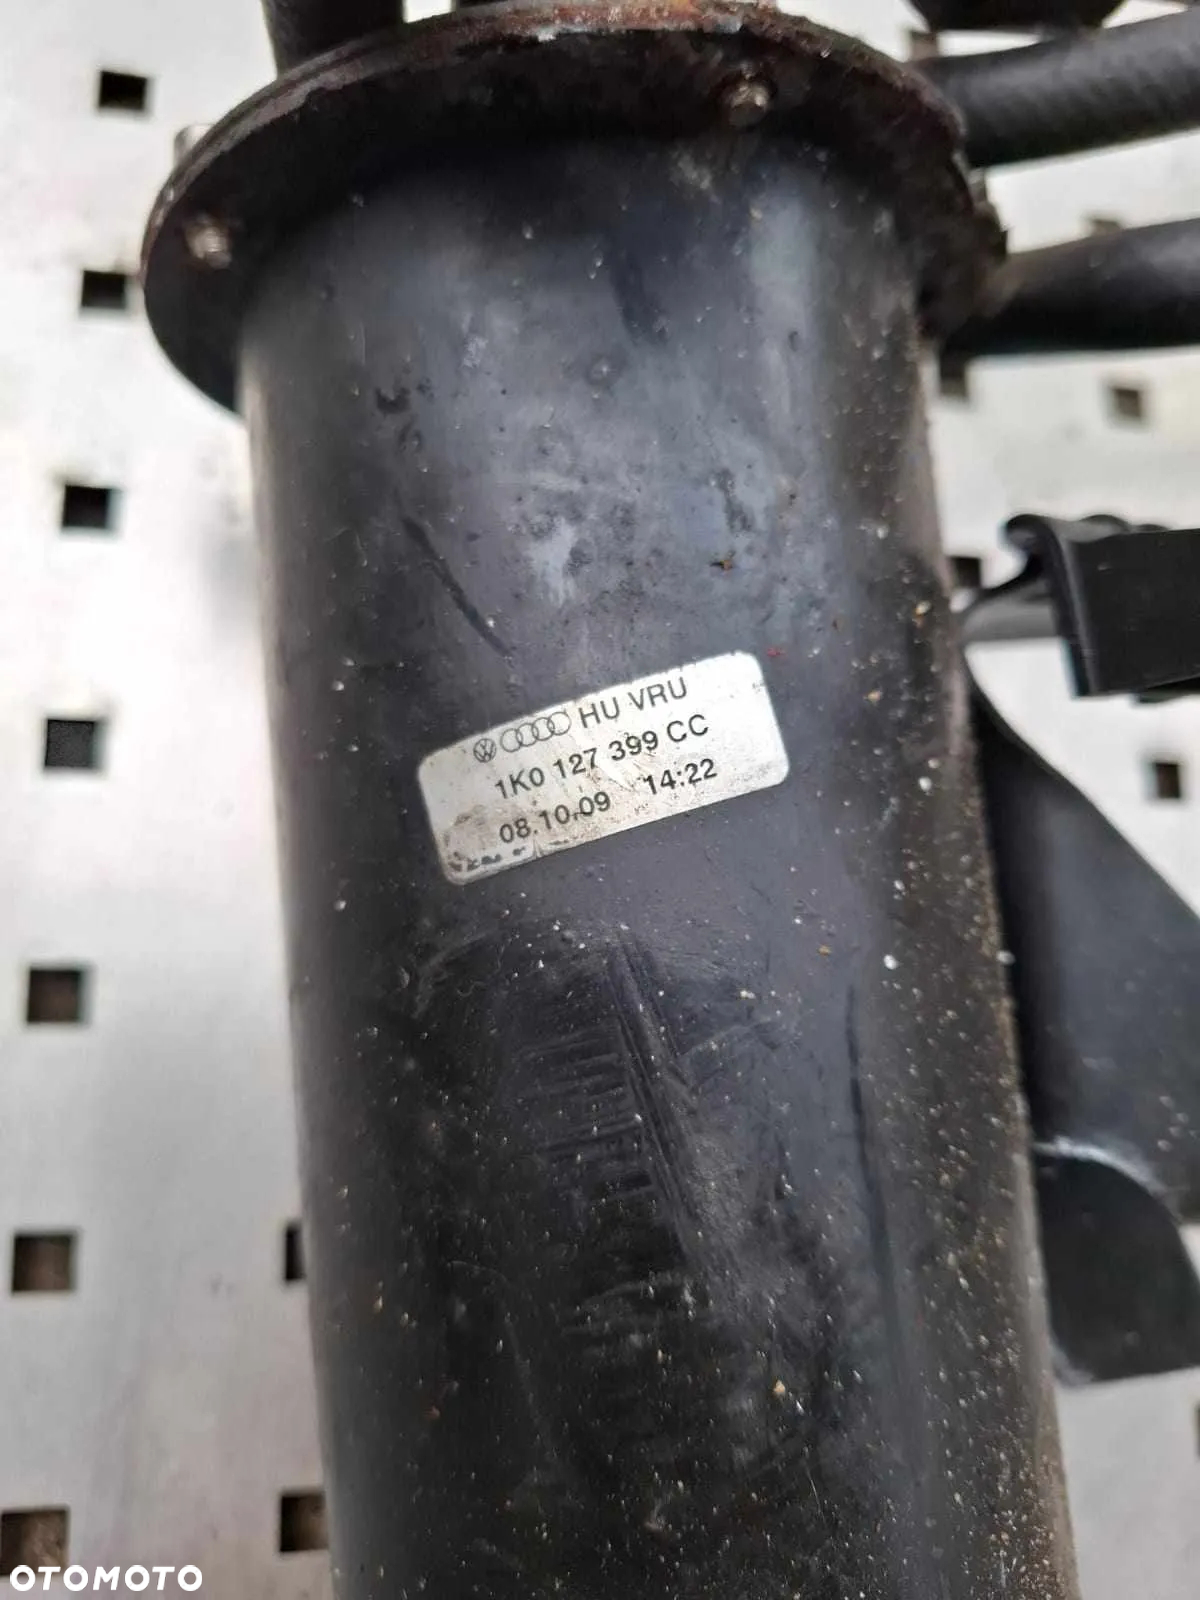 HU VRU
1K0 127 399 CC
08.10.09 14:22
OTOMOTO